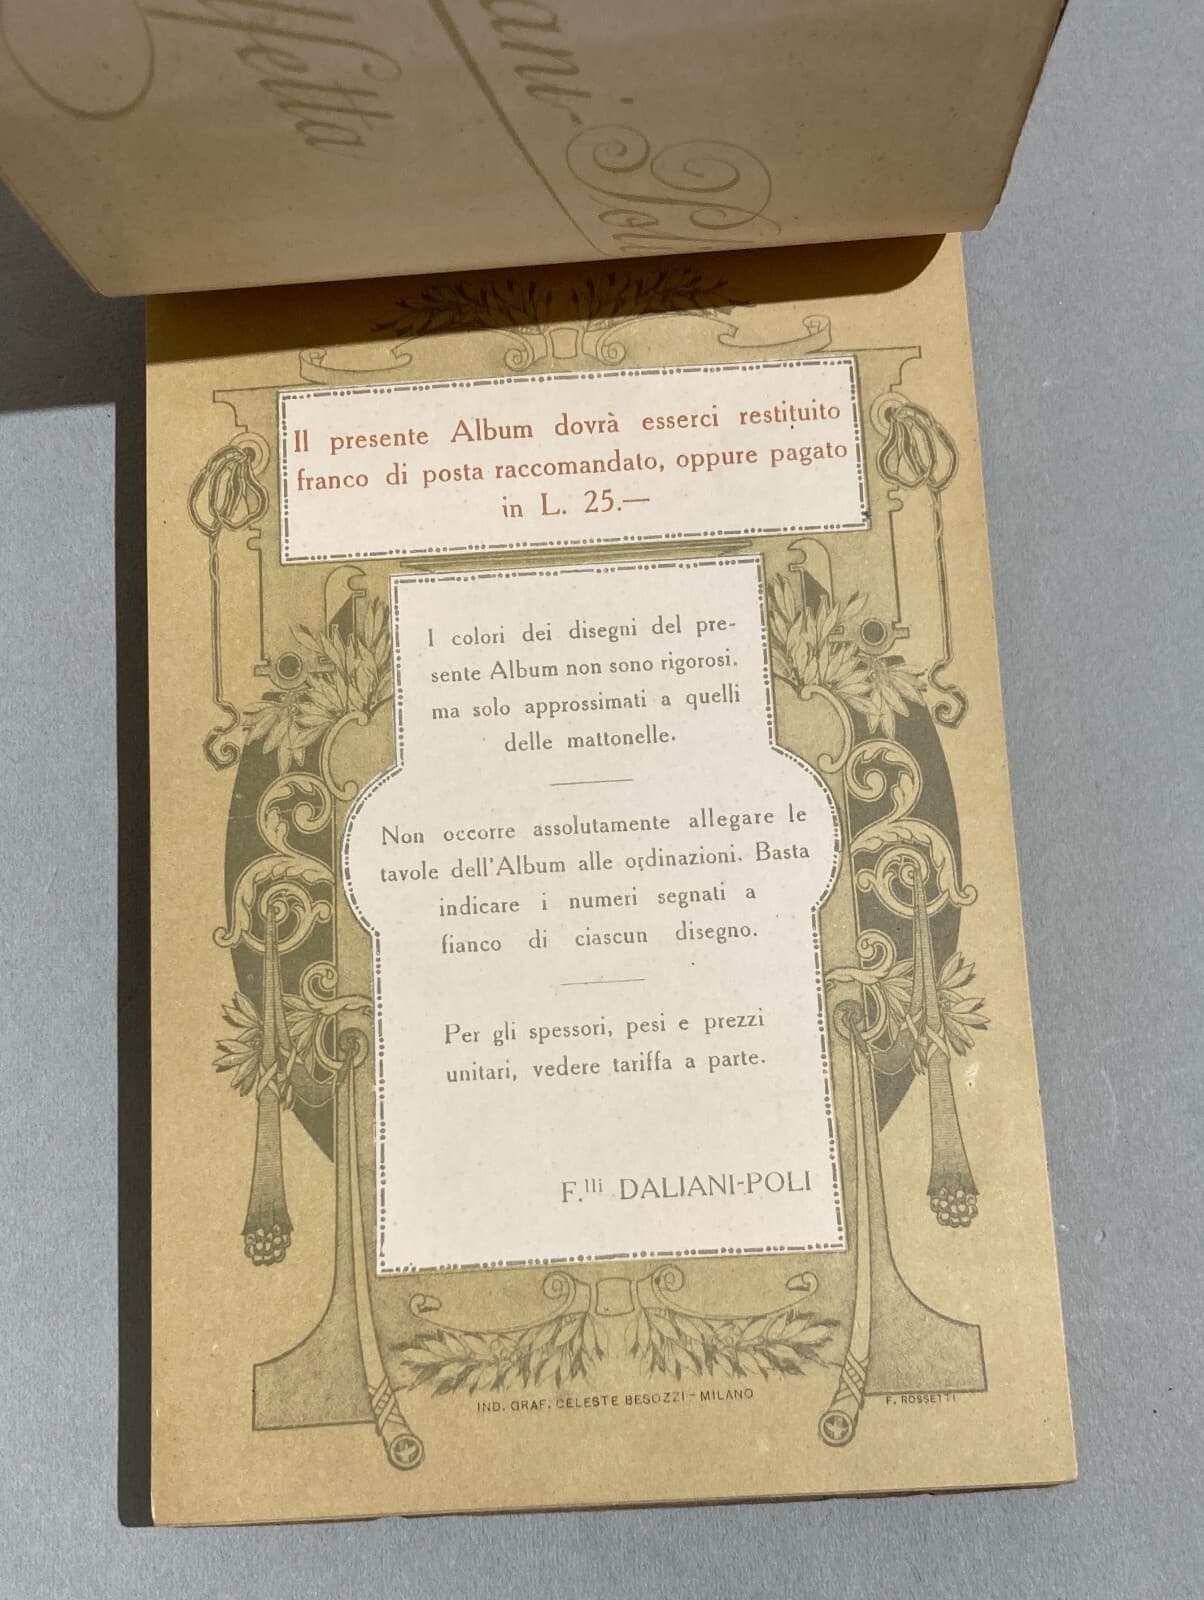 ffetta
ani-Poli
Il presente Album dovrà esserci restituito
franco di posta raccomandato, oppure pagato
in L. 25.—
I colori dei disegni del pre-
sente Album non sono rigorosi.
ma solo approssimati a quelli
delle mattonelle.
Non occorre assolutamente allegare le
tavole dell'Album alle ordinazioni. Basta
indicare i numeri segnati a
fianco di ciascun disegno.
Per gli spessori, pesi e prezzi
unitari, vedere tariffa a parte.
F.lli DALIANI-POLI
IND. GRAF. CELESTE BESOZZI - MILANO
F. ROSSETTI